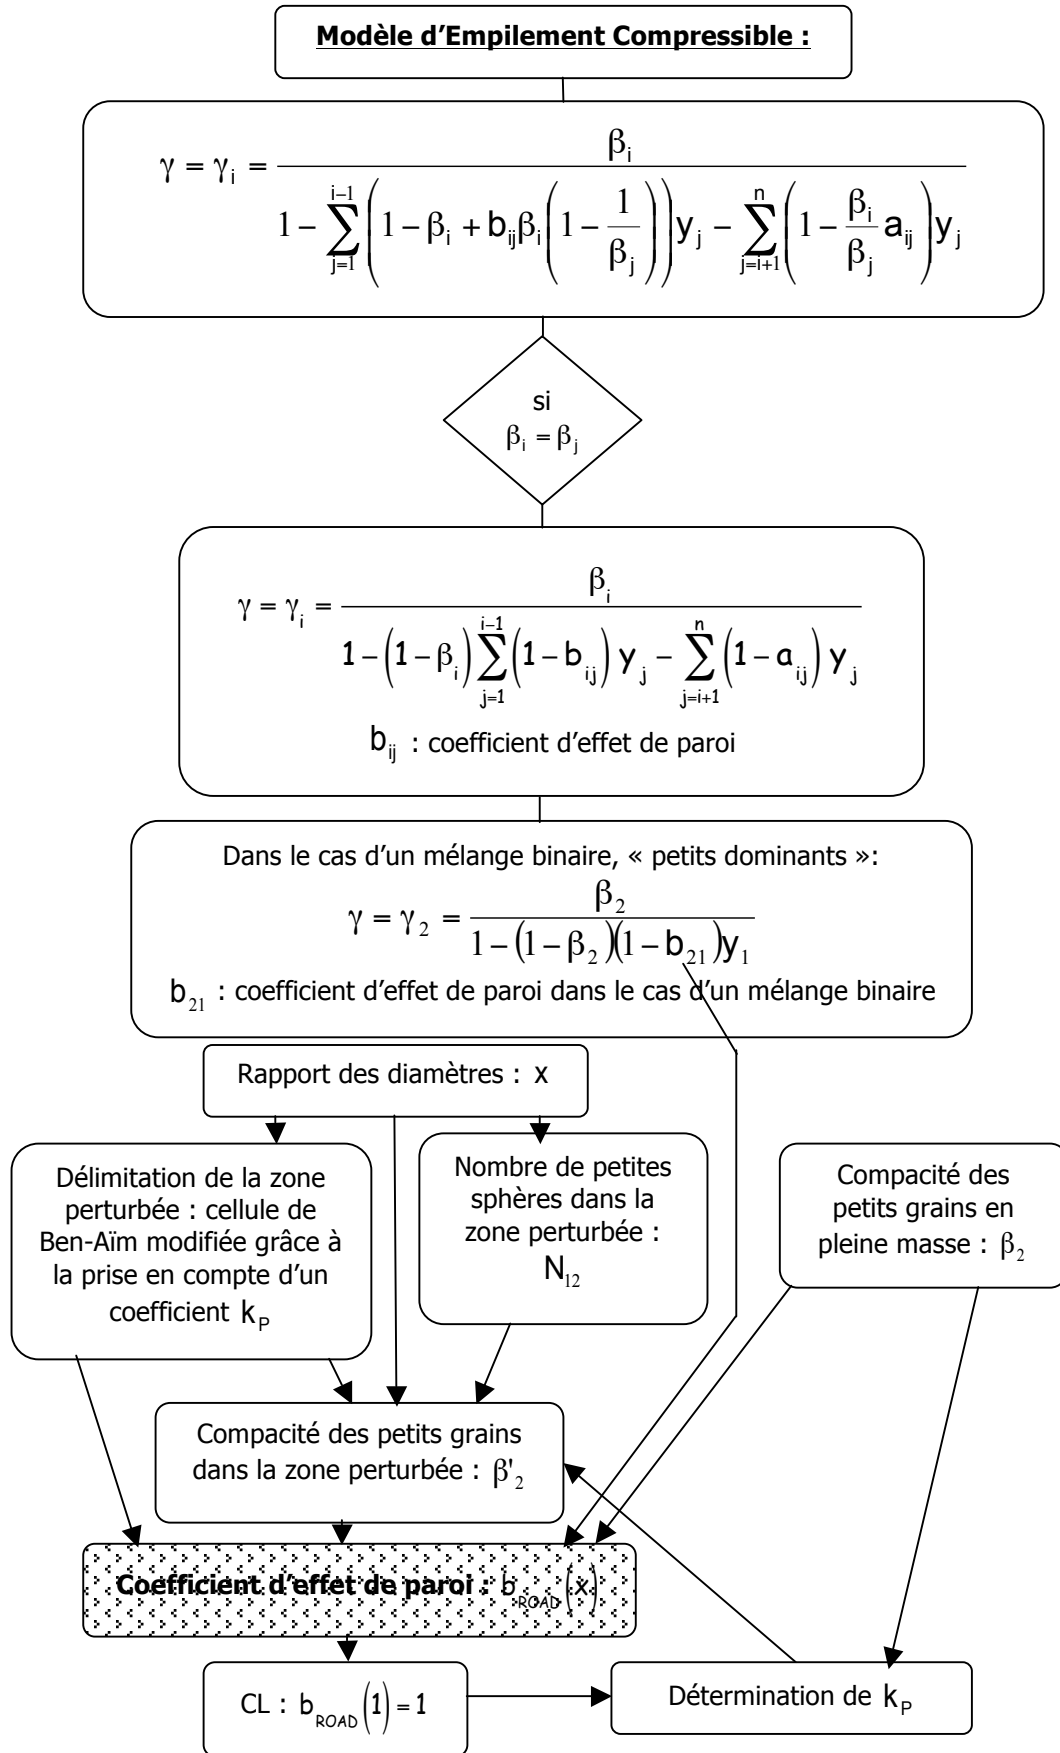 Modèle d'Empilement Compressible :
γ = γ_i = β_i / (1 − ∑_{j=1}^{i−1} (1 − β_i + b_ij β_i (1 − 1/β_j)) y_j − ∑_{j=i+1}^{n} (1 − (β_i/β_j) a_ij) y_j)
si
β_i = β_j
γ = γ_i = β_i / (1 − (1 − β_i) ∑_{j=1}^{i−1} (1 − b_ij) y_j − ∑_{j=i+1}^{n} (1 − a_ij) y_j)
b_ij : coefficient d'effet de paroi
Dans le cas d'un mélange binaire, « petits dominants »:
γ = γ_2 = β_2 / (1 − (1 − β_2)(1 − b_21) y_1)
b_21 : coefficient d'effet de paroi dans le cas d'un mélange binaire
Rapport des diamètres : x
Délimitation de la zone
perturbée : cellule de
Ben-Aïm modifiée grâce à
la prise en compte d'un
coefficient k_P
Nombre de petites
sphères dans la
zone perturbée :
N_12
Compacité des
petits grains en
pleine masse : β_2
Compacité des petits grains
dans la zone perturbée : β'_2
Coefficient d'effet de paroi : b_ROAD(x)
CL : b_ROAD(1) = 1
Détermination de k_P